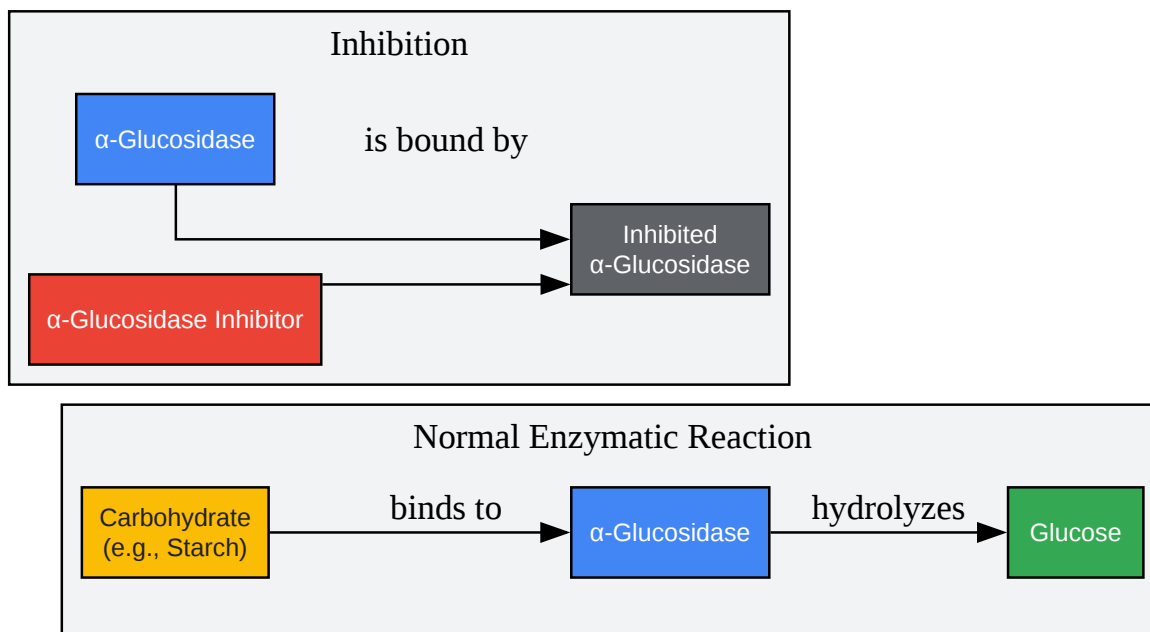 Inhibition
α-Glucosidase
is bound by
Inhibited
α-Glucosidase
α-Glucosidase Inhibitor
Normal Enzymatic Reaction
Carbohydrate
(e.g., Starch)
binds to
α-Glucosidase
hydrolyzes
Glucose